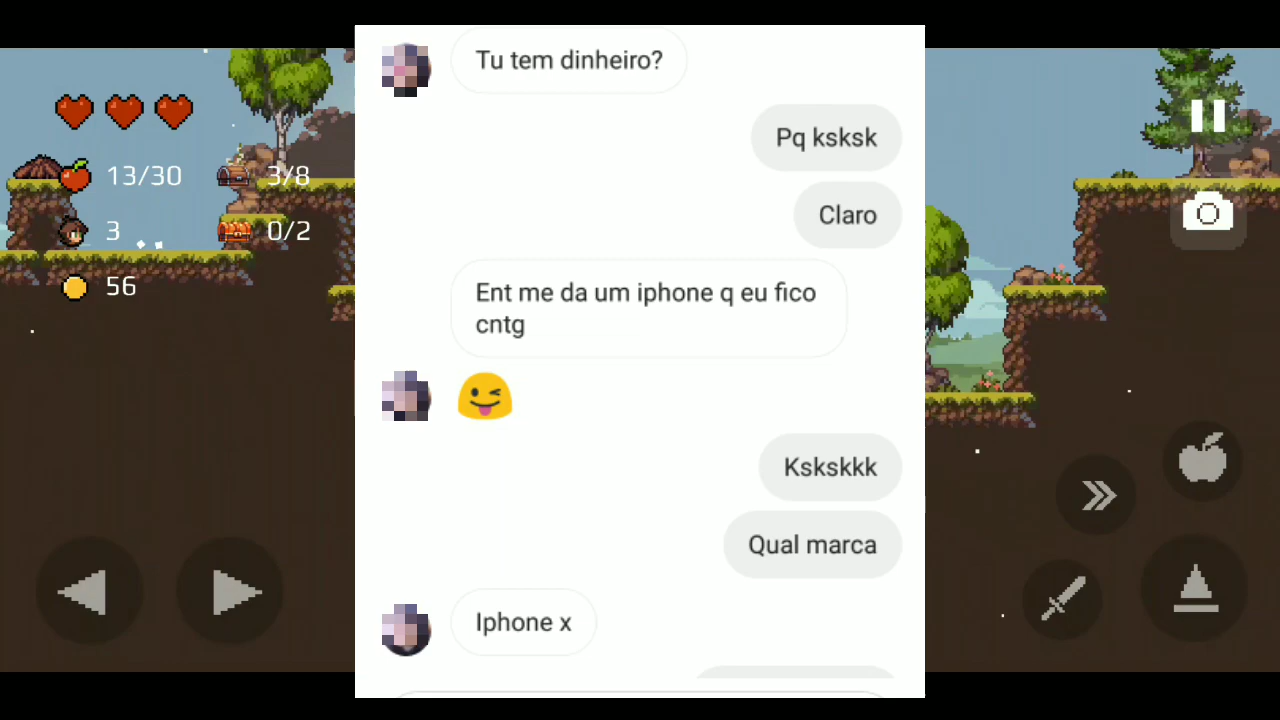 Tu tem dinheiro?
Pq ksksk
13/30
3/8
Claro
3
0/2
56
Ent me da um iphone q eu fico
cntg
Kskskkk
Qual marca
Iphone x